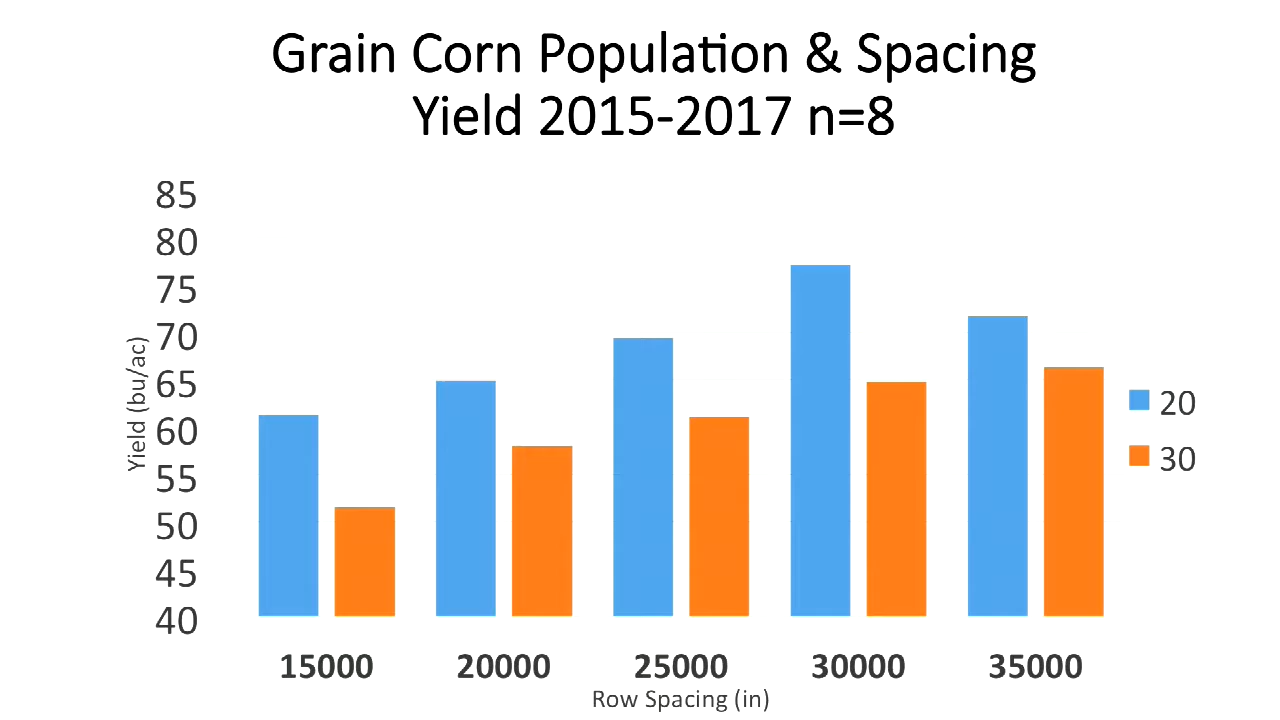 Grain Corn Population & Spacing
Yield 2015-2017 n=8
85
80
75
70
65
60
55
50
45
40
Yield (bu/ac)
15000 20000 25000 30000 35000
Row Spacing (in)
20
30